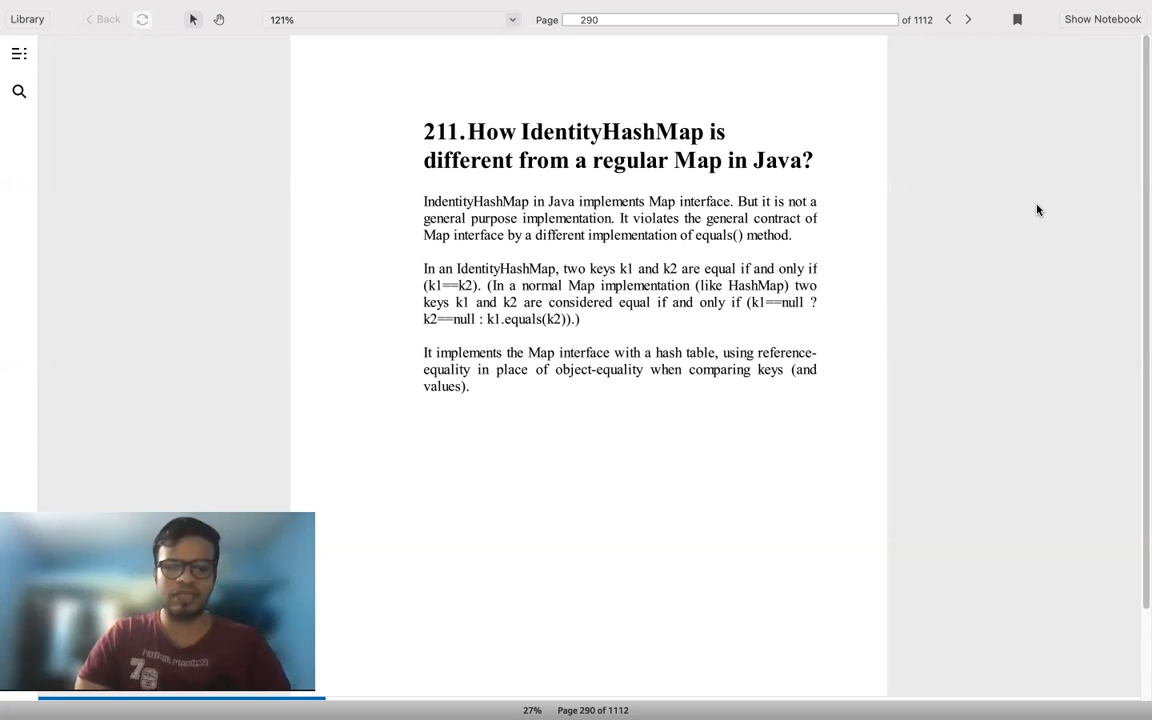 Library
Back
121%
Page
290
of 1112
Show Notebook
211.How IdentityHashMap is
different from a regular Map in Java?
IndentityHashMap in Java implements Map interface. But it is not a
general purpose implementation. It violates the general contract of
Map interface by a different implementation of equals() method.
In an IdentityHashMap, two keys k1 and k2 are equal if and only if
(k1==k2). (In a normal Map implementation (like HashMap) two
keys k1 and k2 are considered equal if and only if (k1==null ?
k2==null : k1.equals(k2)).)
It implements the Map interface with a hash table, using reference-
equality in place of object-equality when comparing keys (and
values).
27%
Page 290 of 1112